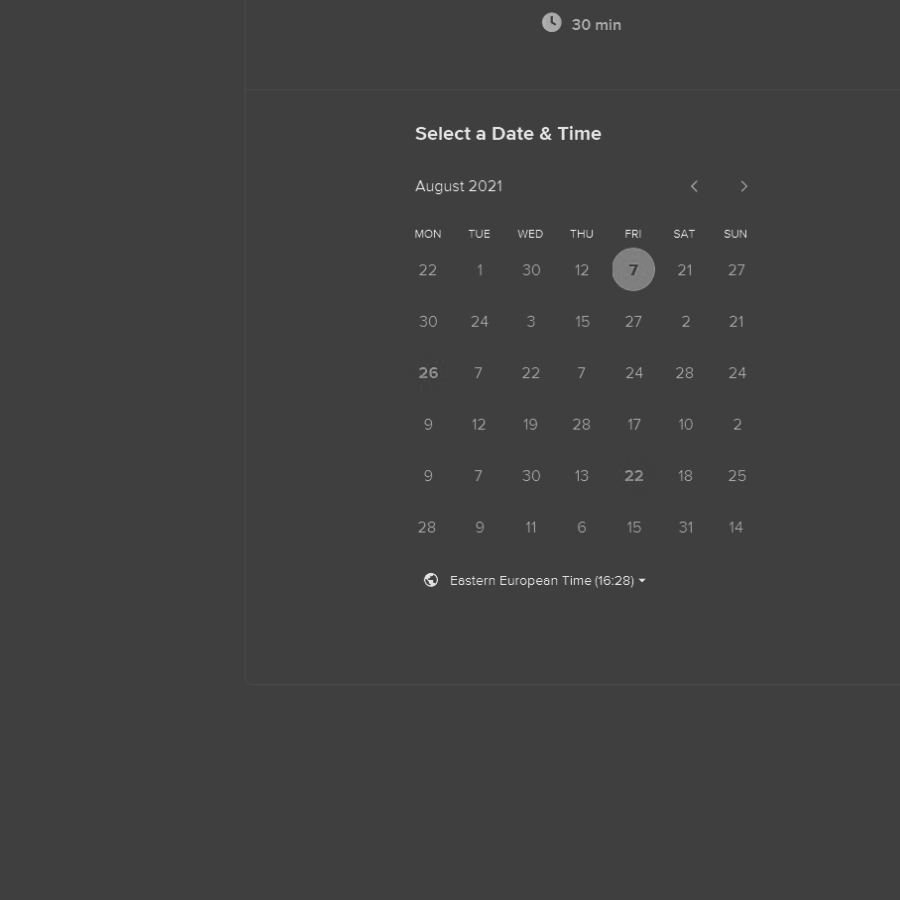 30 min
Select a Date & Time
August 2021
MON TUE WED THU FRI SAT SUN
22 1 30 12 7 21 27
30 24 3 15 27 2 21
26 7 22 7 24 28 24
9 12 19 28 17 10 2
9 7 30 13 22 18 25
28 9 11 6 15 31 14
Eastern European Time (16:28)